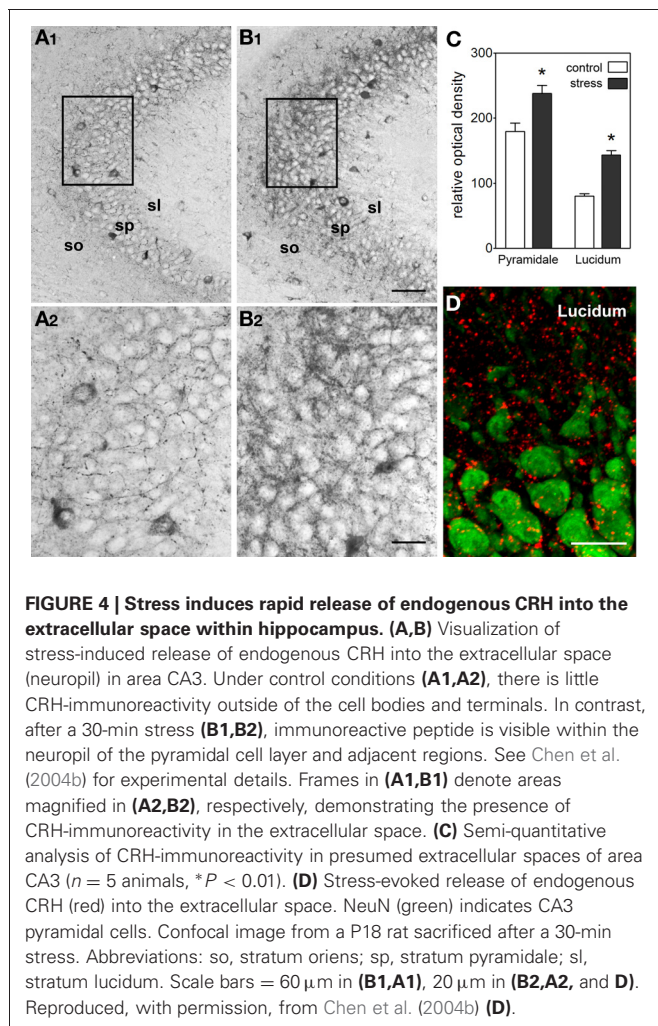 A1
B1
C
300
200
100
0
relative optical density
control
stress
*
*
Pyramidale
Lucidum
sl
sp
so
sl
sp
so
A2
B2
D
Lucidum
FIGURE 4 | Stress induces rapid release of endogenous CRH into the
extracellular space within hippocampus. (A,B) Visualization of
stress-induced release of endogenous CRH into the extracellular space
(neuropil) in area CA3. Under control conditions (A1,A2), there is little
CRH-immunoreactivity outside of the cell bodies and terminals. In contrast,
after a 30-min stress (B1,B2), immunoreactive peptide is visible within the
neuropil of the pyramidal cell layer and adjacent regions. See Chen et al.
(2004b) for experimental details. Frames in (A1,B1) denote areas
magnified in (A2,B2), respectively, demonstrating the presence of
CRH-immunoreactivity in the extracellular space. (C) Semi-quantitative
analysis of CRH-immunoreactivity in presumed extracellular spaces of area
CA3 (n = 5 animals, *P < 0.01). (D) Stress-evoked release of endogenous
CRH (red) into the extracellular space. NeuN (green) indicates CA3
pyramidal cells. Confocal image from a P18 rat sacrificed after a 30-min
stress. Abbreviations: so, stratum oriens; sp, stratum pyramidale; sl,
stratum lucidum. Scale bars = 60 μm in (B1,A1), 20 μm in (B2,A2, and D).
Reproduced, with permission, from Chen et al. (2004b) (D).